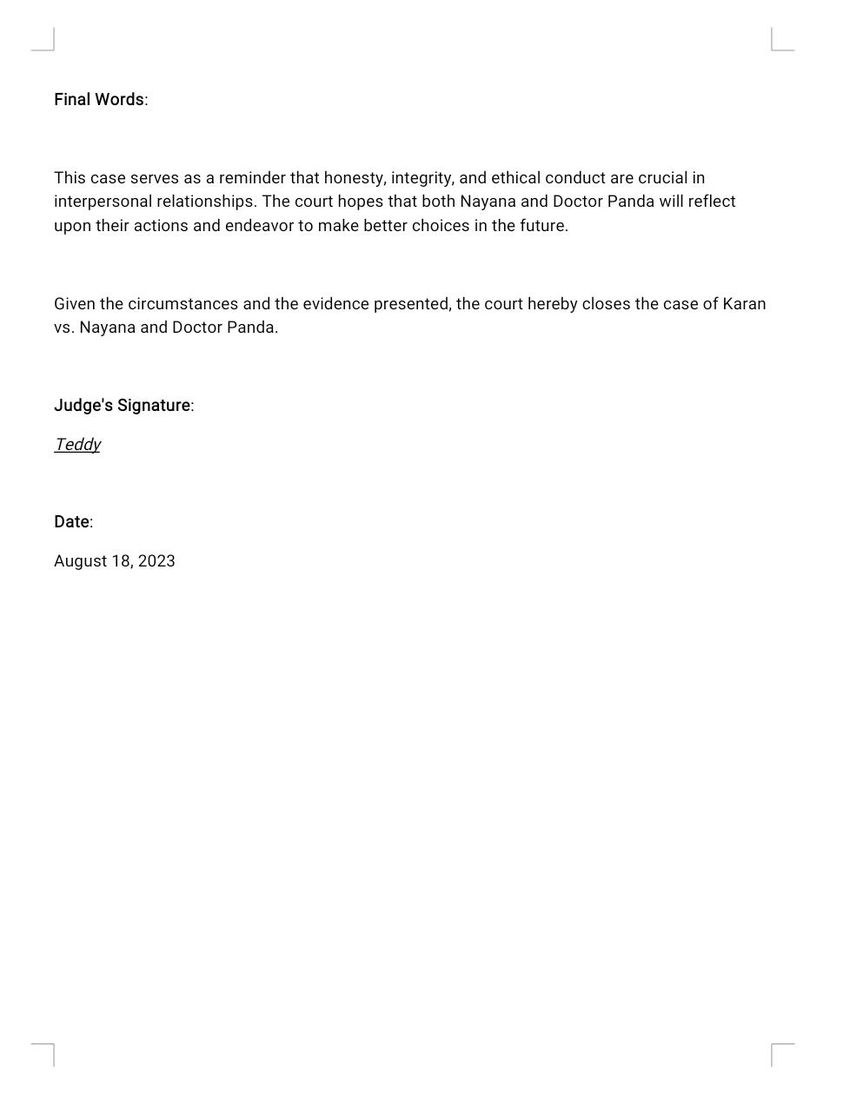 Final Words:
This case serves as a reminder that honesty, integrity, and ethical conduct are crucial in
interpersonal relationships. The court hopes that both Nayana and Doctor Panda will reflect
upon their actions and endeavor to make better choices in the future.
Given the circumstances and the evidence presented, the court hereby closes the case of Karan
vs. Nayana and Doctor Panda.
Judge's Signature:
Teddy
Date:
August 18, 2023